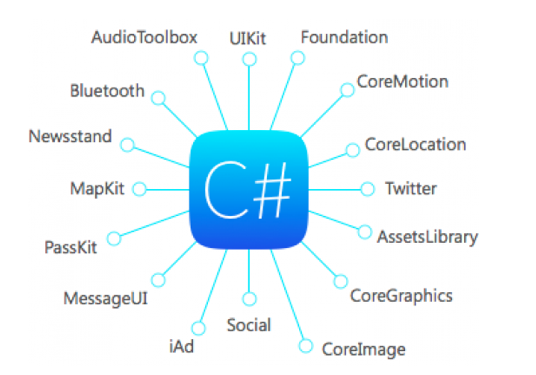 AudioToolbox
UIKit
Foundation
Bluetooth
CoreMotion
Newsstand
CoreLocation
MapKit
C#
Twitter
PassKit
AssetsLibrary
MessageUI
CoreGraphics
Social
iAd
CoreImage